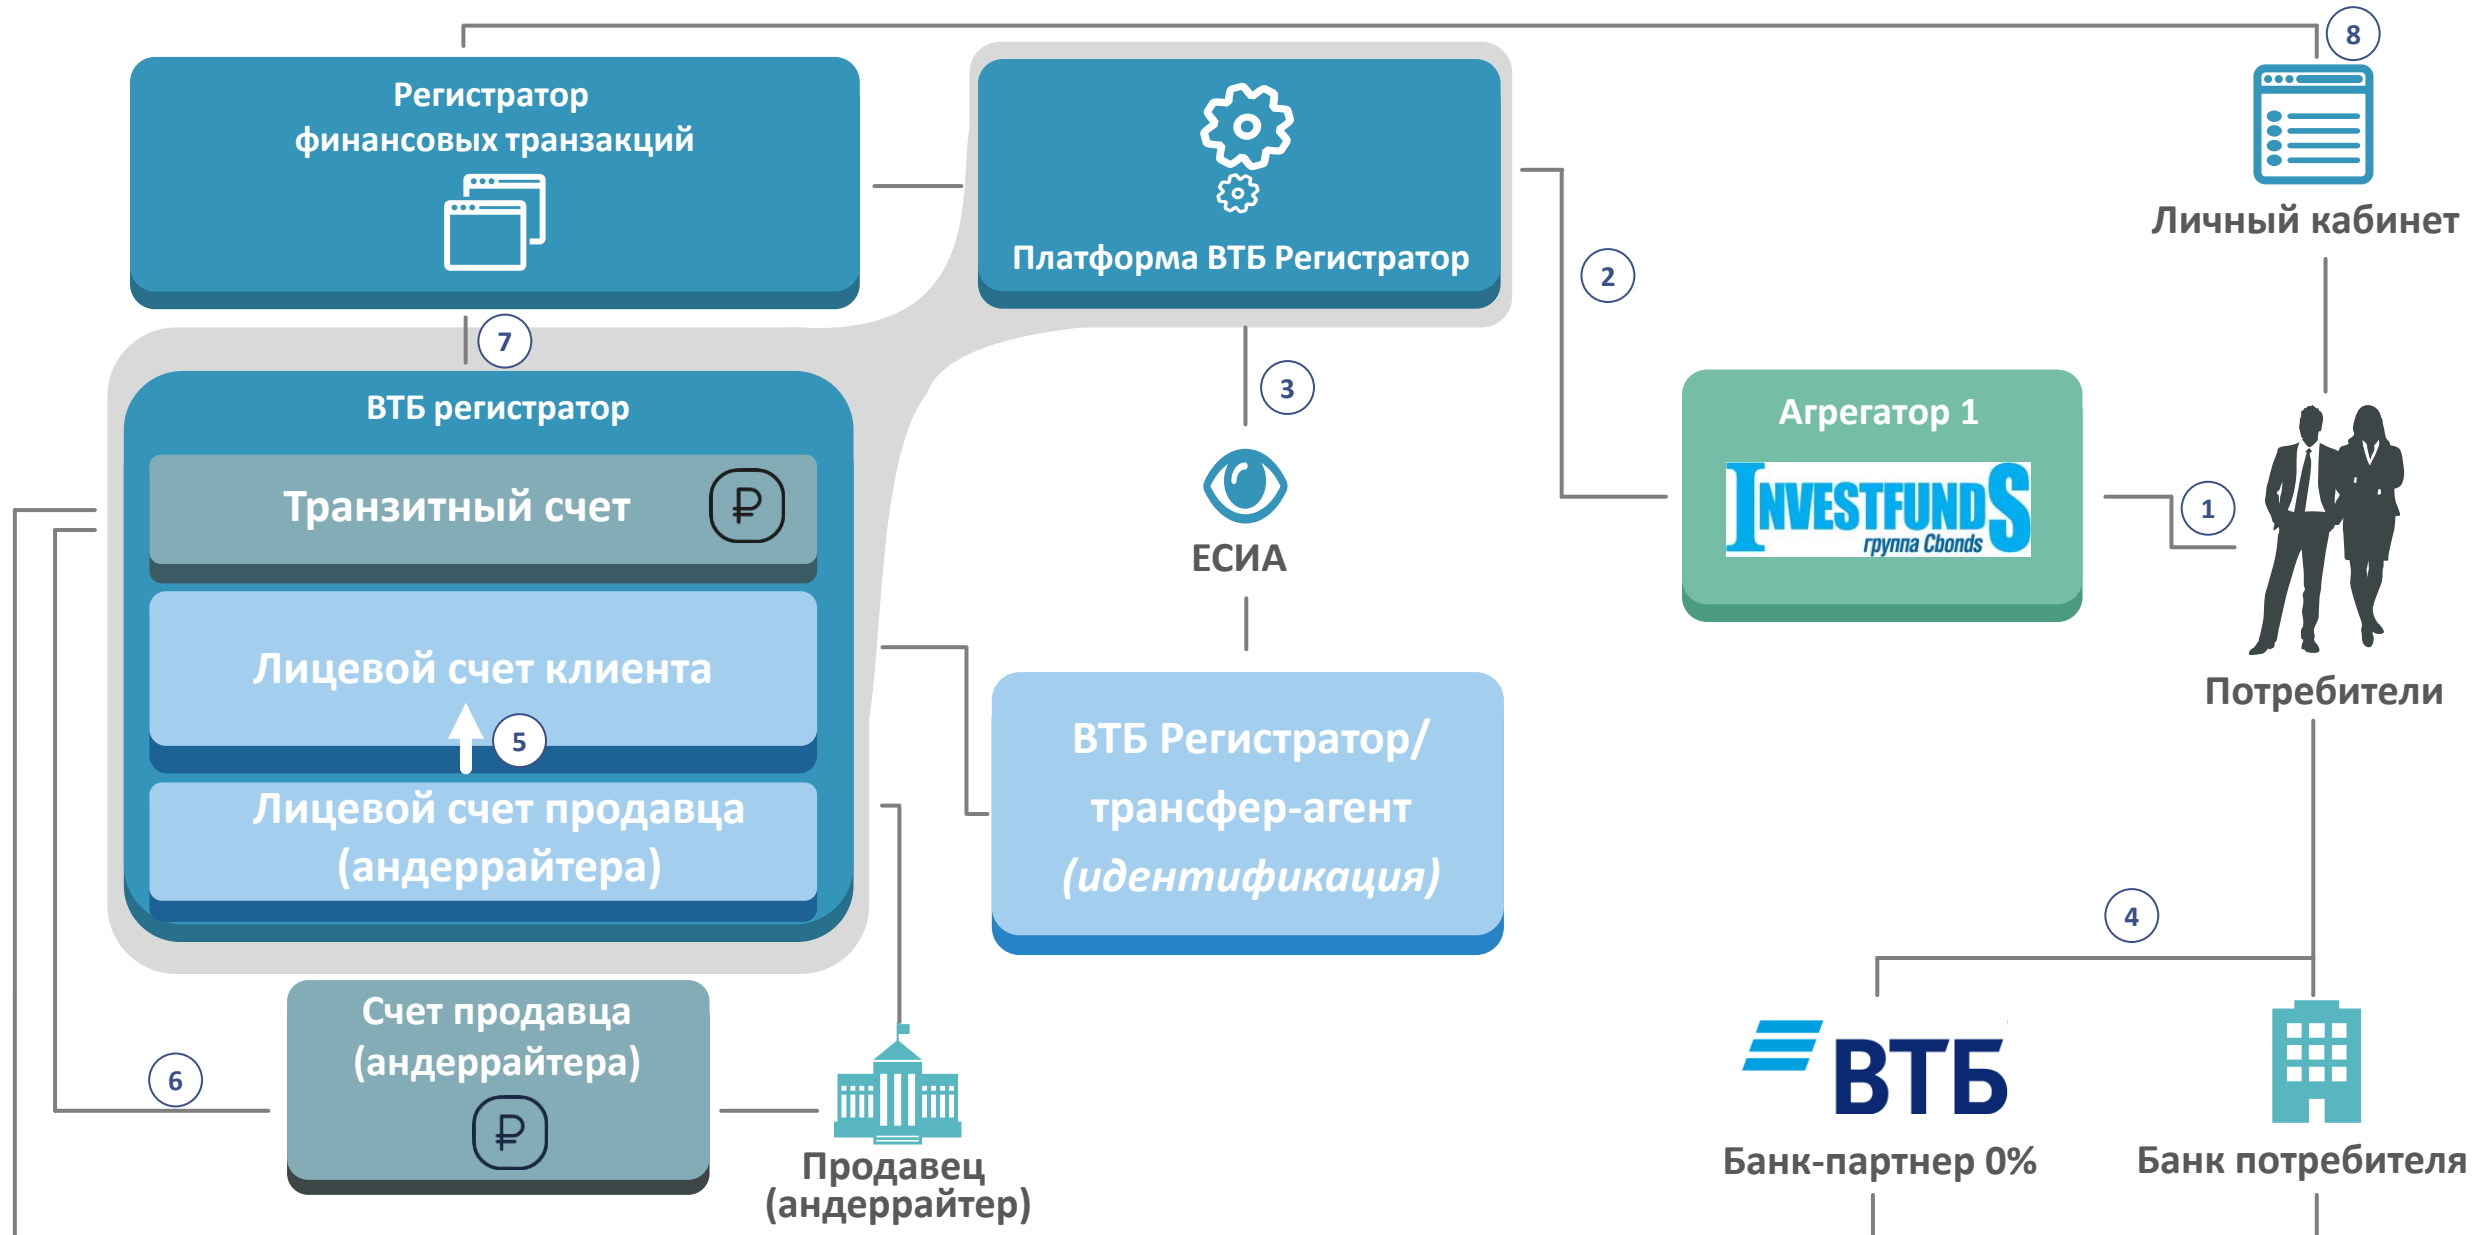 8
Регистратор
финансовых транзакций
Платформа ВТБ Регистратор
Личный кабинет
2
7
3
ВТБ регистратор
Транзитный счет
₽
Лицевой счет клиента
5
Лицевой счет продавца
(андеррайтера)
ЕСИА
Агрегатор 1
INVESTFUNDS
группа Cbonds
1
Потребители
ВТБ Регистратор/
трансфер-агент
(идентификация)
4
Счет продавца
(андеррайтера)
₽
6
Продавец
(андеррайтер)
ВТБ
Банк-партнер 0%
Банк потребителя